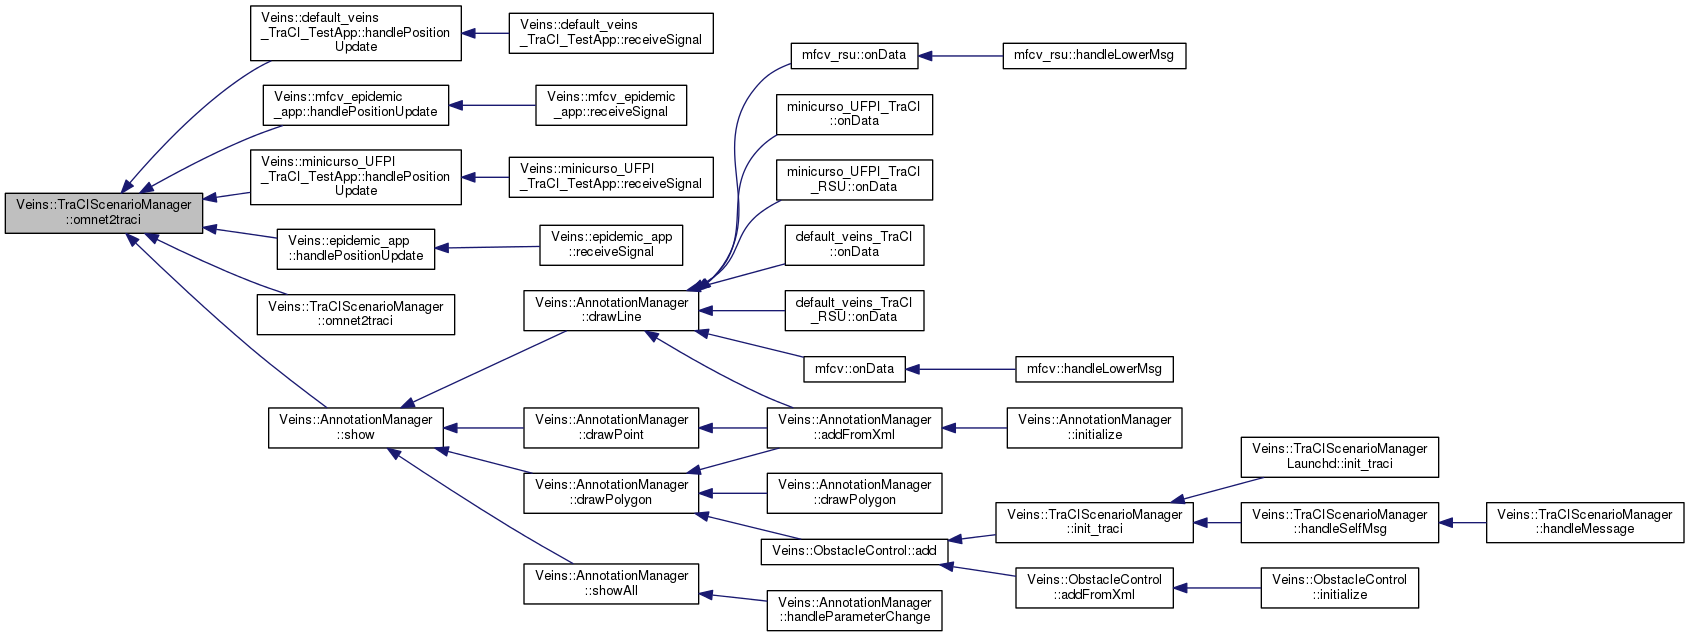 Veins::TraCIScenarioManager
::omnet2traci
Veins::default_veins
_TraCI_TestApp::handlePosition
Update
Veins::default_veins
_TraCI_TestApp::receiveSignal
Veins::mfcv_epidemic
_app::handlePositionUpdate
Veins::mfcv_epidemic
_app::receiveSignal
Veins::minicurso_UFPI
_TraCI_TestApp::handlePosition
Update
Veins::minicurso_UFPI
_TraCI_TestApp::receiveSignal
Veins::epidemic_app
::handlePositionUpdate
Veins::epidemic_app
::receiveSignal
Veins::TraCIScenarioManager
::omnet2traci
Veins::AnnotationManager
::show
Veins::AnnotationManager
::drawLine
mfcv_rsu::onData
mfcv_rsu::handleLowerMsg
minicurso_UFPI_TraCI
::onData
minicurso_UFPI_TraCI
_RSU::onData
default_veins_TraCI
::onData
default_veins_TraCI
_RSU::onData
mfcv::onData
mfcv::handleLowerMsg
Veins::AnnotationManager
::drawPoint
Veins::AnnotationManager
::addFromXml
Veins::AnnotationManager
::initialize
Veins::AnnotationManager
::drawPolygon
Veins::AnnotationManager
::drawPolygon
Veins::ObstacleControl::add
Veins::TraCIScenarioManager
::init_traci
Veins::TraCIScenarioManager
Launchd::init_traci
Veins::TraCIScenarioManager
::handleSelfMsg
Veins::TraCIScenarioManager
::handleMessage
Veins::ObstacleControl
::addFromXml
Veins::ObstacleControl
::initialize
Veins::AnnotationManager
::showAll
Veins::AnnotationManager
::handleParameterChange